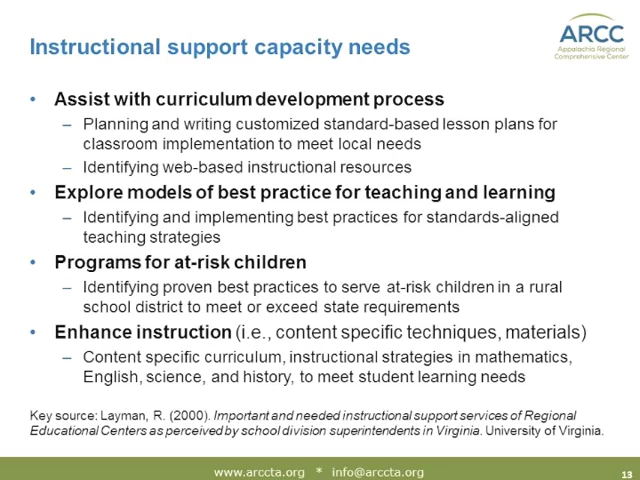 Instructional support capacity needs
ARCC
Appalachia Regional
Comprehensive Center
• Assist with curriculum development process
– Planning and writing customized standard-based lesson plans for
classroom implementation to meet local needs
– Identifying web-based instructional resources
• Explore models of best practice for teaching and learning
– Identifying and implementing best practices for standards-aligned
teaching strategies
• Programs for at-risk children
– Identifying proven best practices to serve at-risk children in a rural
school district to meet or exceed state requirements
• Enhance instruction (i.e., content specific techniques, materials)
– Content specific curriculum, instructional strategies in mathematics,
English, science, and history, to meet student learning needs
Key source: Layman, R. (2000). Important and needed instructional support services of Regional
Educational Centers as perceived by school division superintendents in Virginia. University of Virginia.
www.arccta.org * info@arccta.org
13